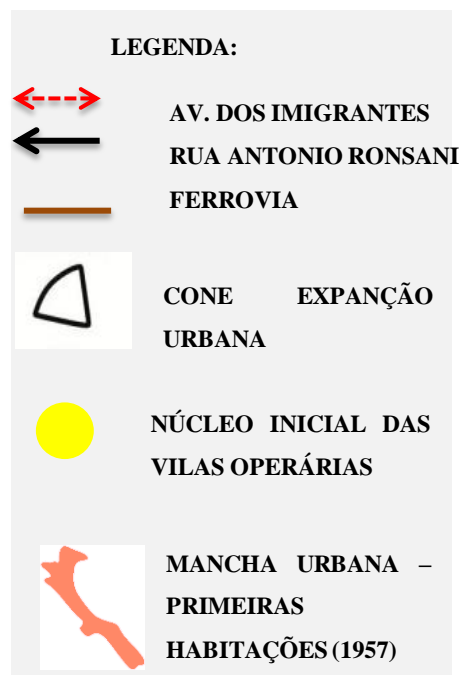 LEGENDA:
AV. DOS IMIGRANTES
RUA ANTONIO RONSANI
FERROVIA
CONE EXPANÇÃO
URBANA
NÚCLEO INICIAL DAS
VILAS OPERÁRIAS
MANCHA URBANA –
PRIMEIRAS
HABITAÇÕES (1957)